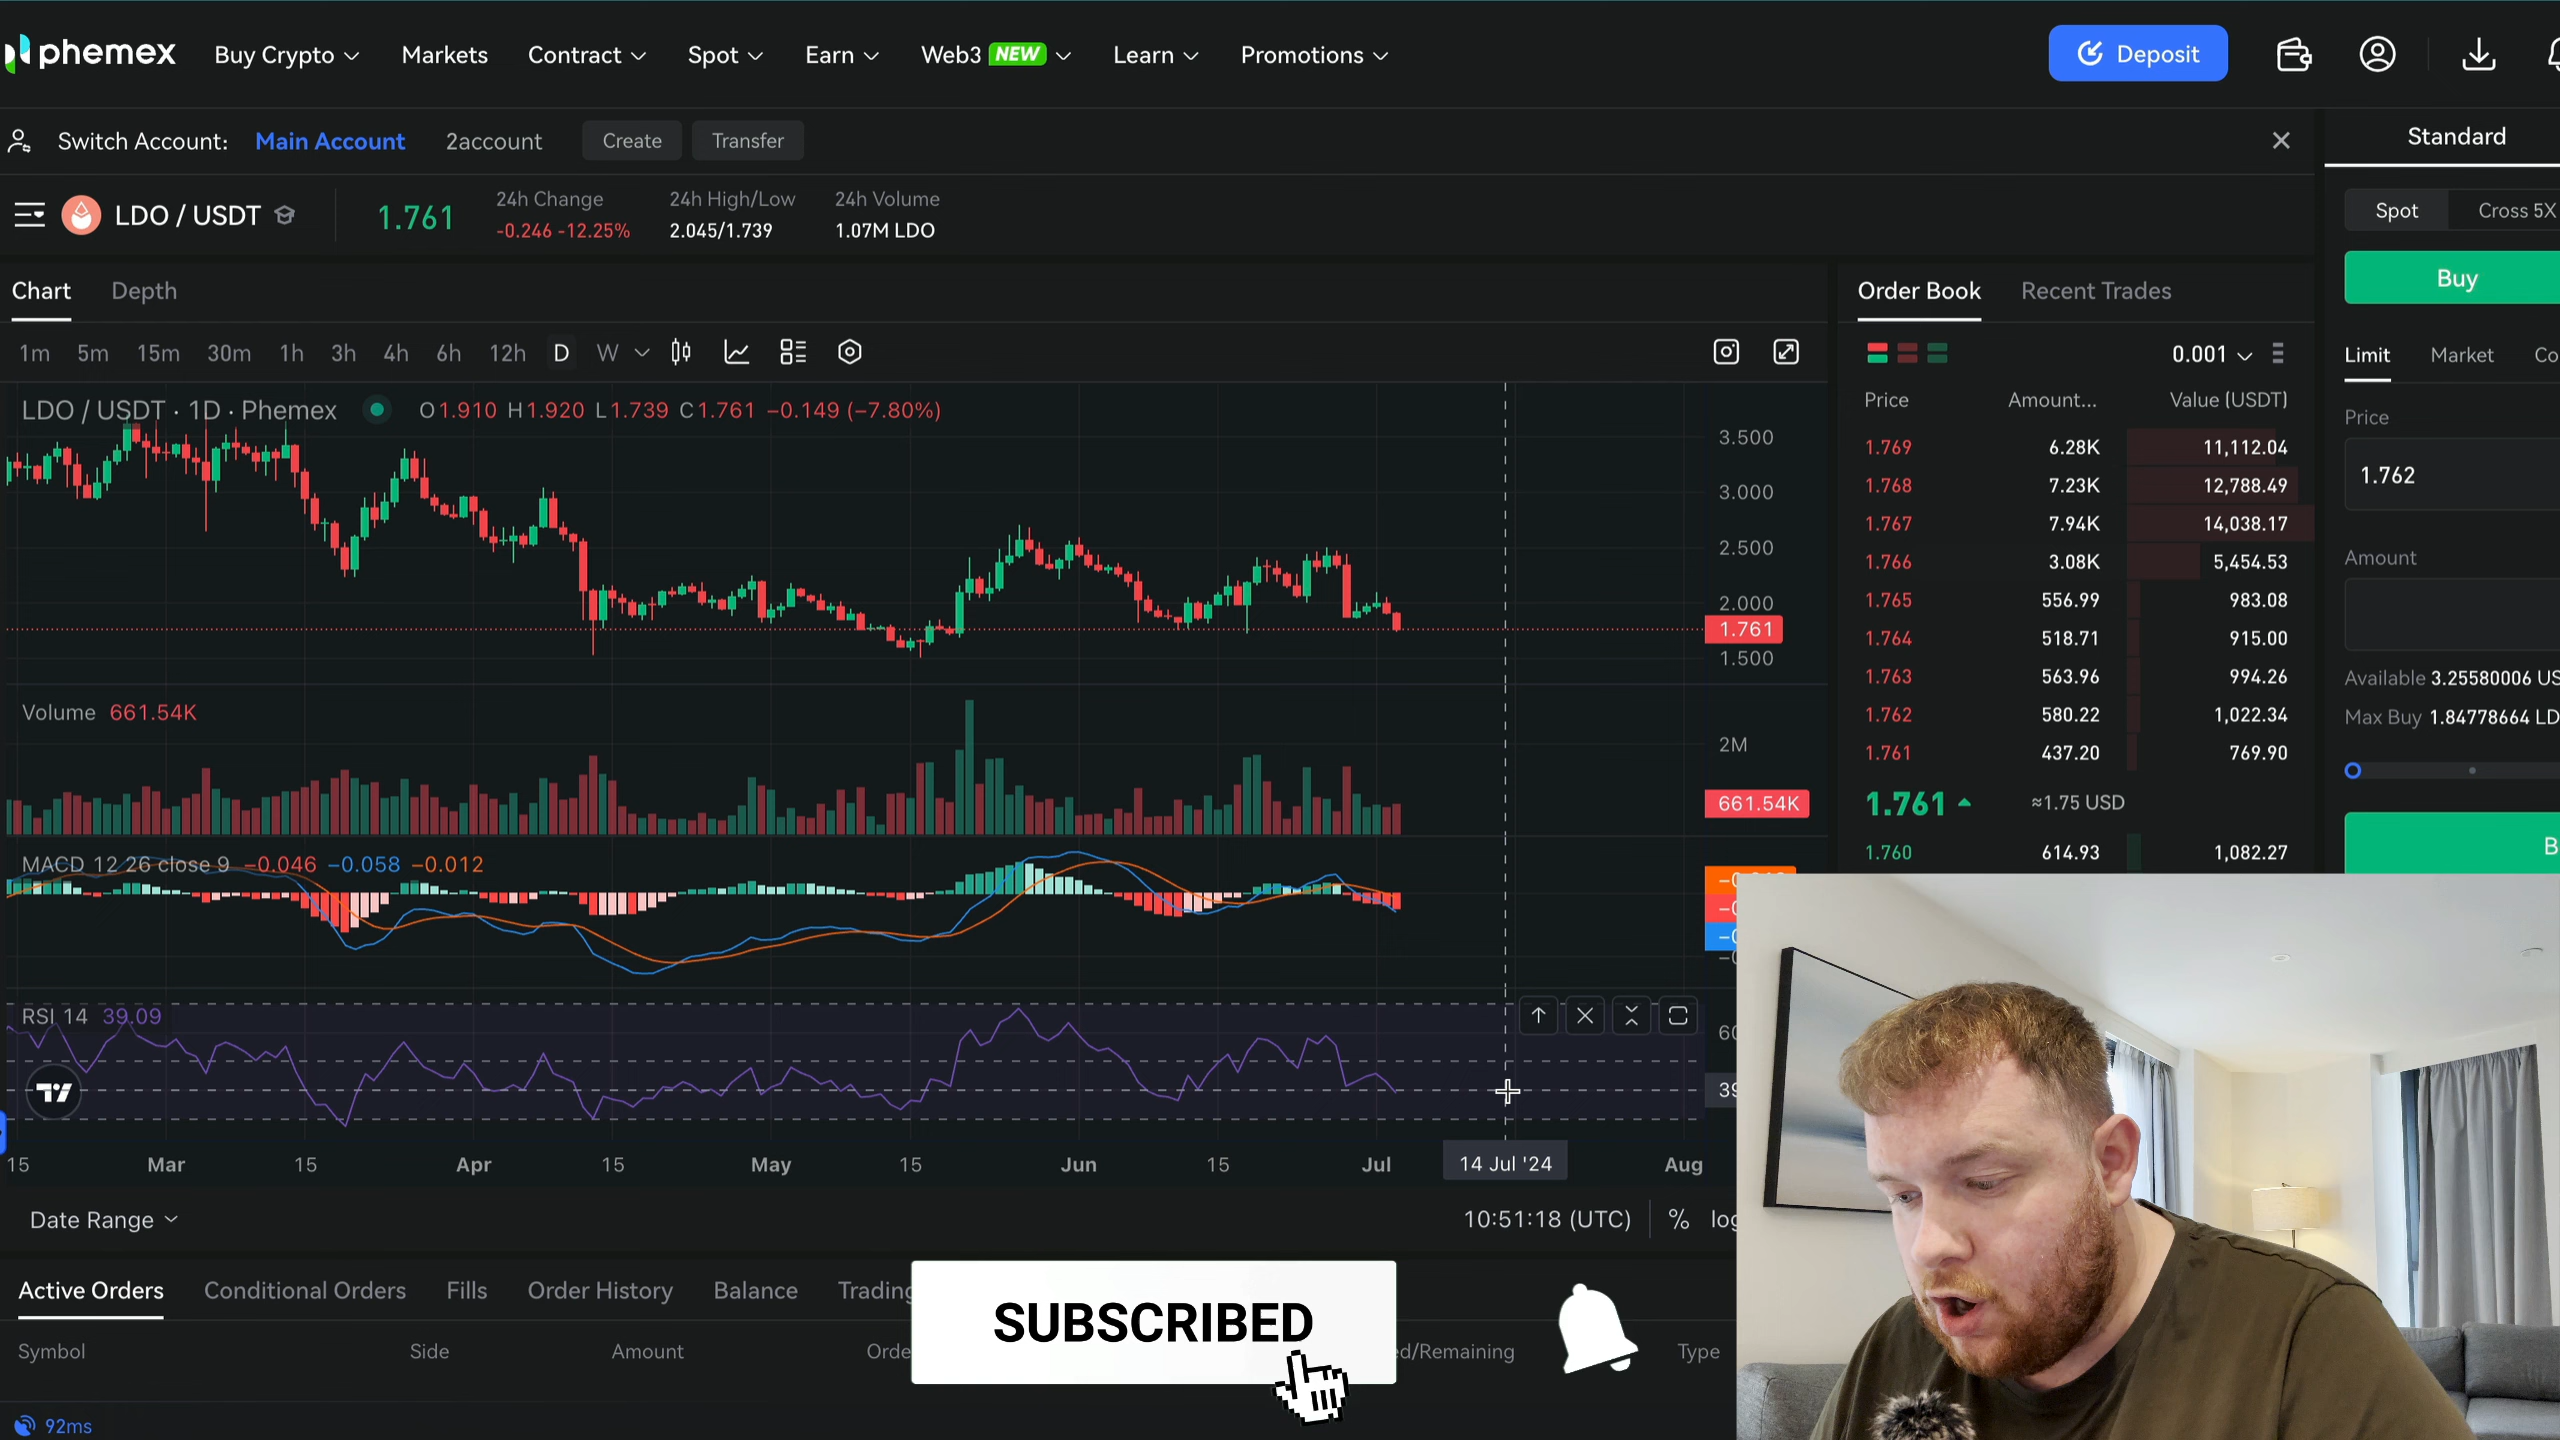 phemex Buy Crypto Markets Contract Spot Earn Web3 NEW Learn Promotions Deposit
Switch Account: Main Account 2account Create Transfer
Standard
LDO / USDT 1.761
24h Change 24h High/Low 24h Volume
-0.246 -12.25% 2.045/1.739 1.07M LDO
Spot Cross 5X
Buy
Chart Depth
1m 5m 15m 30m 1h 3h 4h 6h 12h D W
LDO / USDT · 1D · Phemex O1.910 H1.920 L1.739 C1.761 −0.149 (−7.80%)
3.500
3.000
2.500
2.000
1.761
1.500
Volume 661.54K
2M
661.54K
MACD 12 26 close 9 −0.046 −0.058 −0.012
RSI 14 39.09
60
39
15 Mar 15 Apr 15 May 15 Jun 15 Jul 14 Jul '24 Aug
Date Range 10:51:18 (UTC) % log
Order Book Recent Trades
0.001
Price Amount... Value (USDT)
1.769 6.28K 11,112.04
1.768 7.23K 12,788.49
1.767 7.94K 14,038.17
1.766 3.08K 5,454.53
1.765 556.99 983.08
1.764 518.71 915.00
1.763 563.96 994.26
1.762 580.22 1,022.34
1.761 437.20 769.90
1.761 ≈1.75 USD
1.760 614.93 1,082.27
Limit Market Co
Price
1.762
Amount
Available 3.25580006 US
Max Buy 1.84778664 LD
B
Active Orders Conditional Orders Fills Order History Balance Trading
Symbol Side Amount Orde d/Remaining Type
SUBSCRIBED
92ms